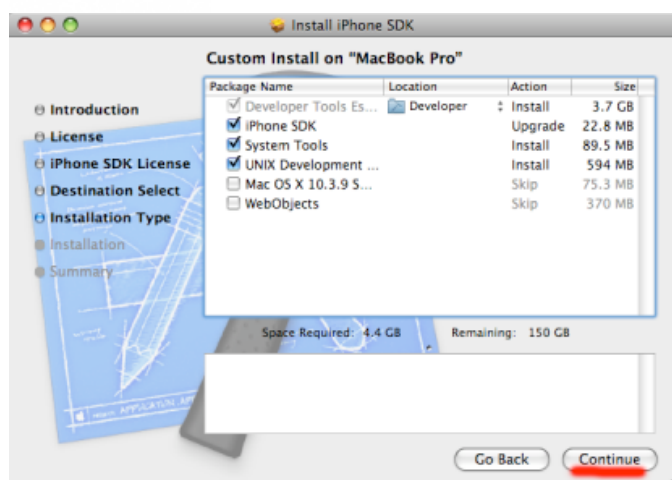 Install iPhone SDK
Custom Install on "MacBook Pro"
Introduction
License
iPhone SDK License
Destination Select
Installation Type
Installation
Summary
Package Name Location Action Size
Developer Tools Es... Developer Install 3.7 GB
iPhone SDK Upgrade 22.8 MB
System Tools Install 89.5 MB
UNIX Development ... Install 594 MB
Mac OS X 10.3.9 S... Skip 75.3 MB
WebObjects Skip 370 MB
Space Required: 4.4 GB Remaining: 150 GB
APPLICATION
Go Back Continue